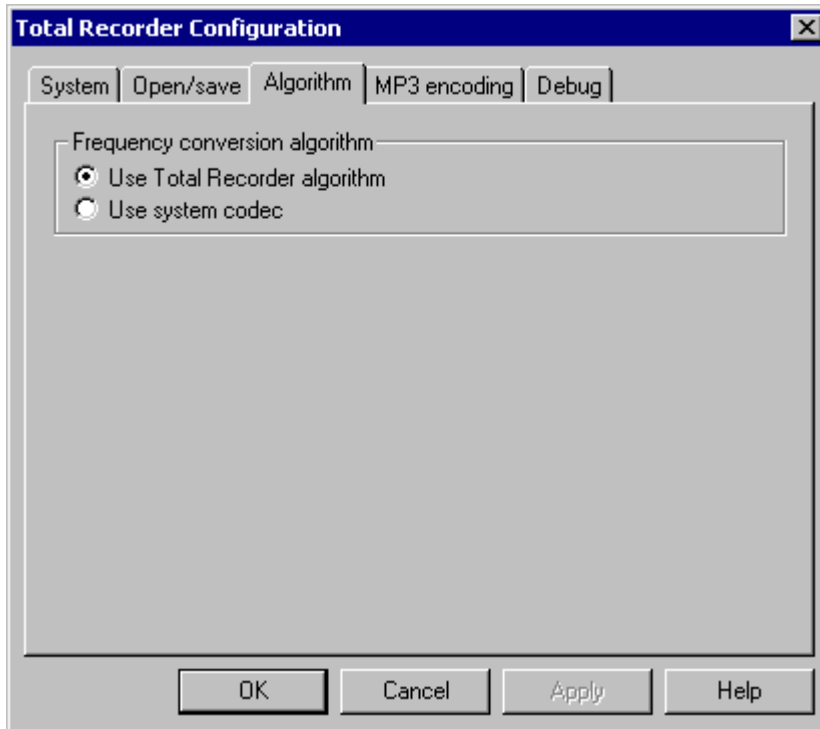 Total Recorder Configuration
System Open/save Algorithm MP3 encoding Debug
Frequency conversion algorithm
Use Total Recorder algorithm
Use system codec
OK Cancel Apply Help